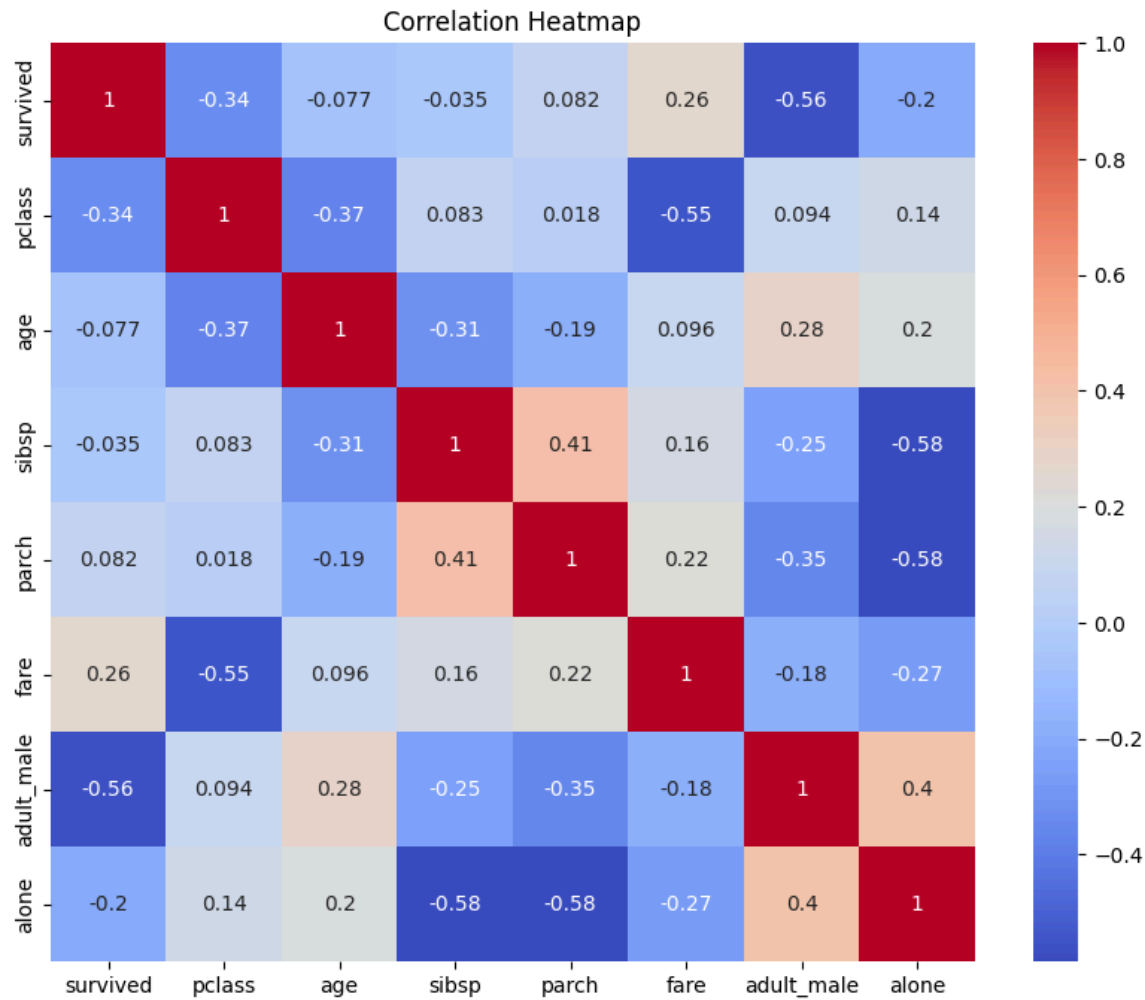 Correlation Heatmap
survived 1 -0.34 -0.077 -0.035 0.082 0.26 -0.56 -0.2
pclass -0.34 1 -0.37 0.083 0.018 -0.55 0.094 0.14
age -0.077 -0.37 1 -0.31 -0.19 0.096 0.28 0.2
sibsp -0.035 0.083 -0.31 1 0.41 0.16 -0.25 -0.58
parch 0.082 0.018 -0.19 0.41 1 0.22 -0.35 -0.58
fare 0.26 -0.55 0.096 0.16 0.22 1 -0.18 -0.27
adult_male -0.56 0.094 0.28 -0.25 -0.35 -0.18 1 0.4
alone -0.2 0.14 0.2 -0.58 -0.58 -0.27 0.4 1
survived pclass age sibsp parch fare adult_male alone
1.0
0.8
0.6
0.4
0.2
0.0
−0.2
−0.4